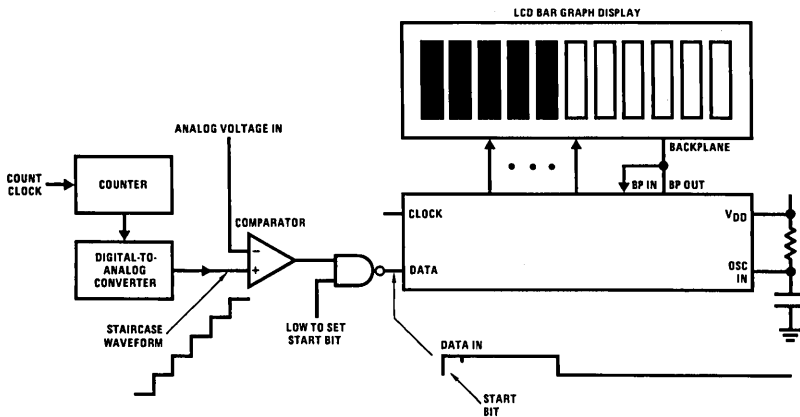 LCD BAR GRAPH DISPLAY
ANALOG VOLTAGE IN
BACKPLANE
COUNT
CLOCK
COUNTER
BP IN
BP OUT
COMPARATOR
CLOCK
VDD
DIGITAL-TO-
ANALOG
CONVERTER
−
+
DATA
OSC
IN
STAIRCASE
WAVEFORM
LOW TO SET
START BIT
DATA IN
START
BIT